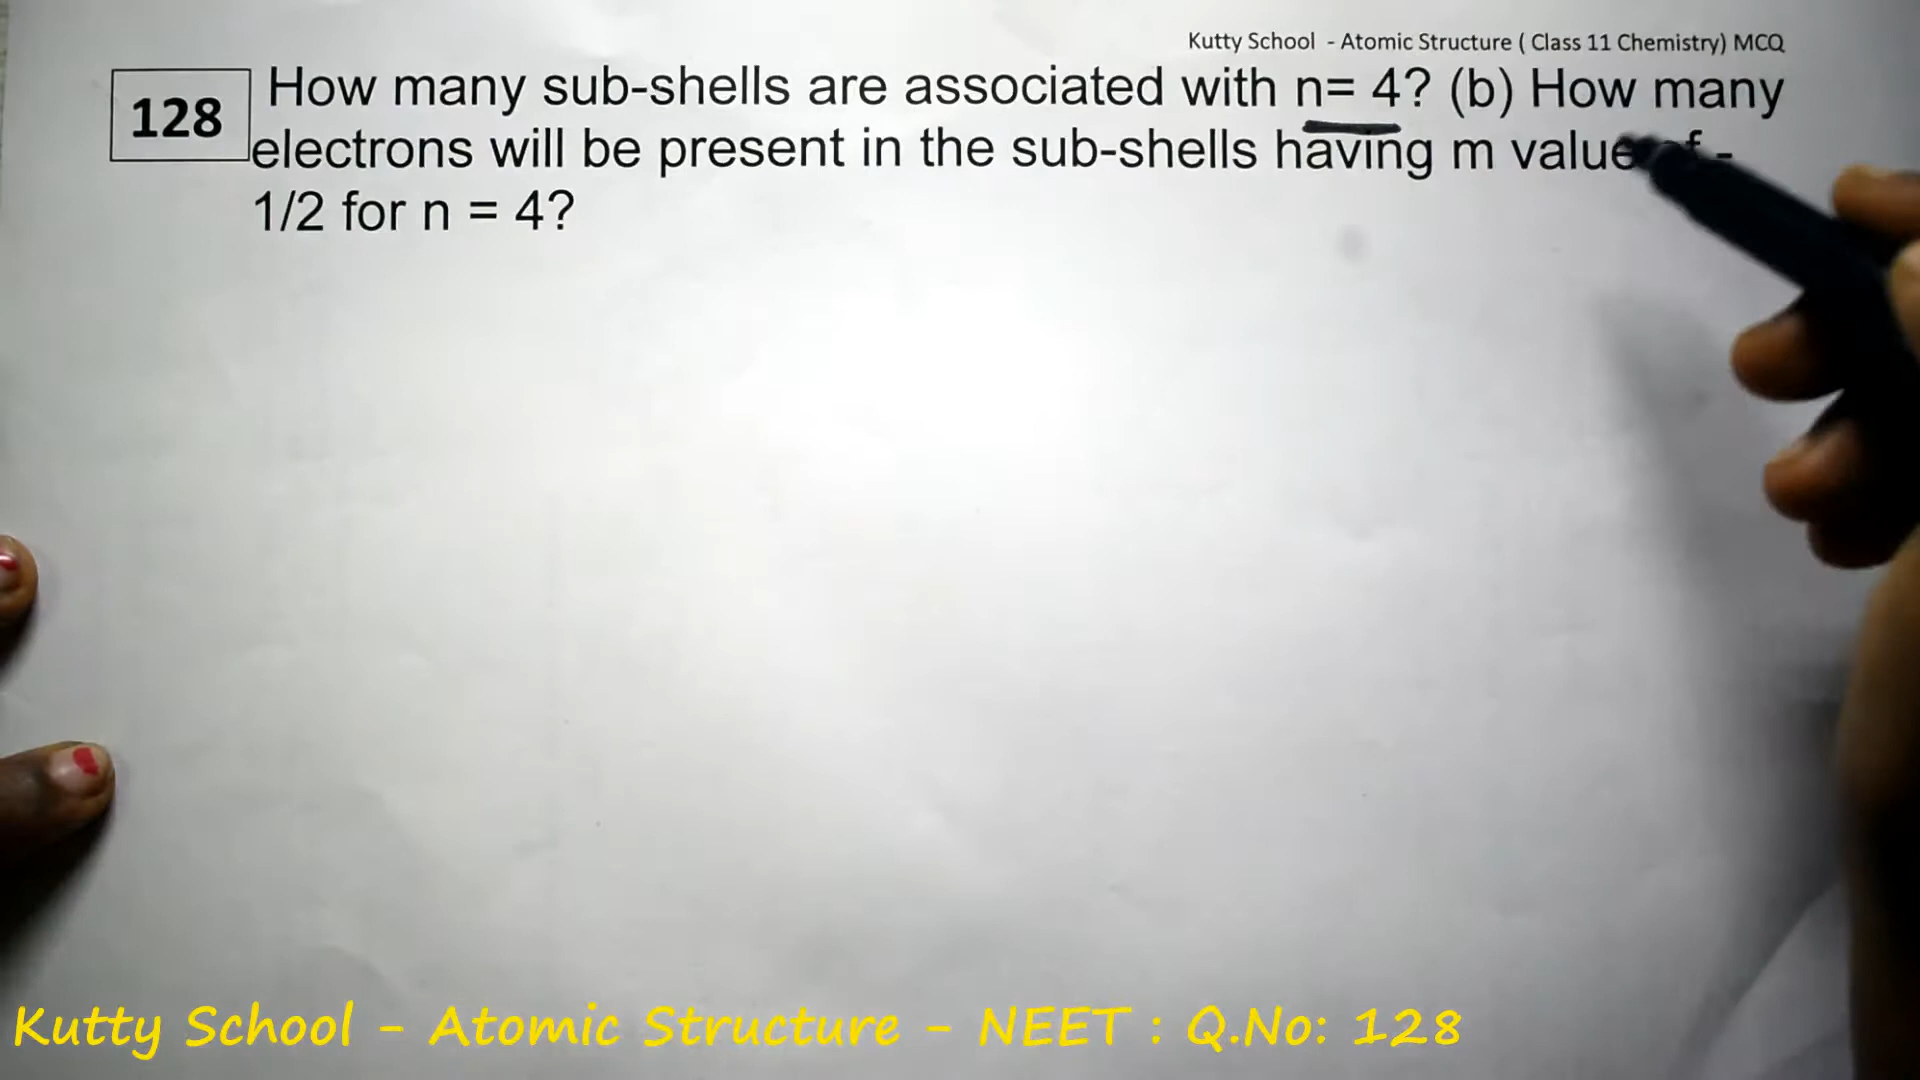 Kutty School - Atomic Structure ( Class 11 Chemistry) MCQ
128
How many sub-shells are associated with n= 4? (b) How many
electrons will be present in the sub-shells having m value of -
1/2 for n = 4?
Kutty School - Atomic Structure - NEET : Q.No: 128